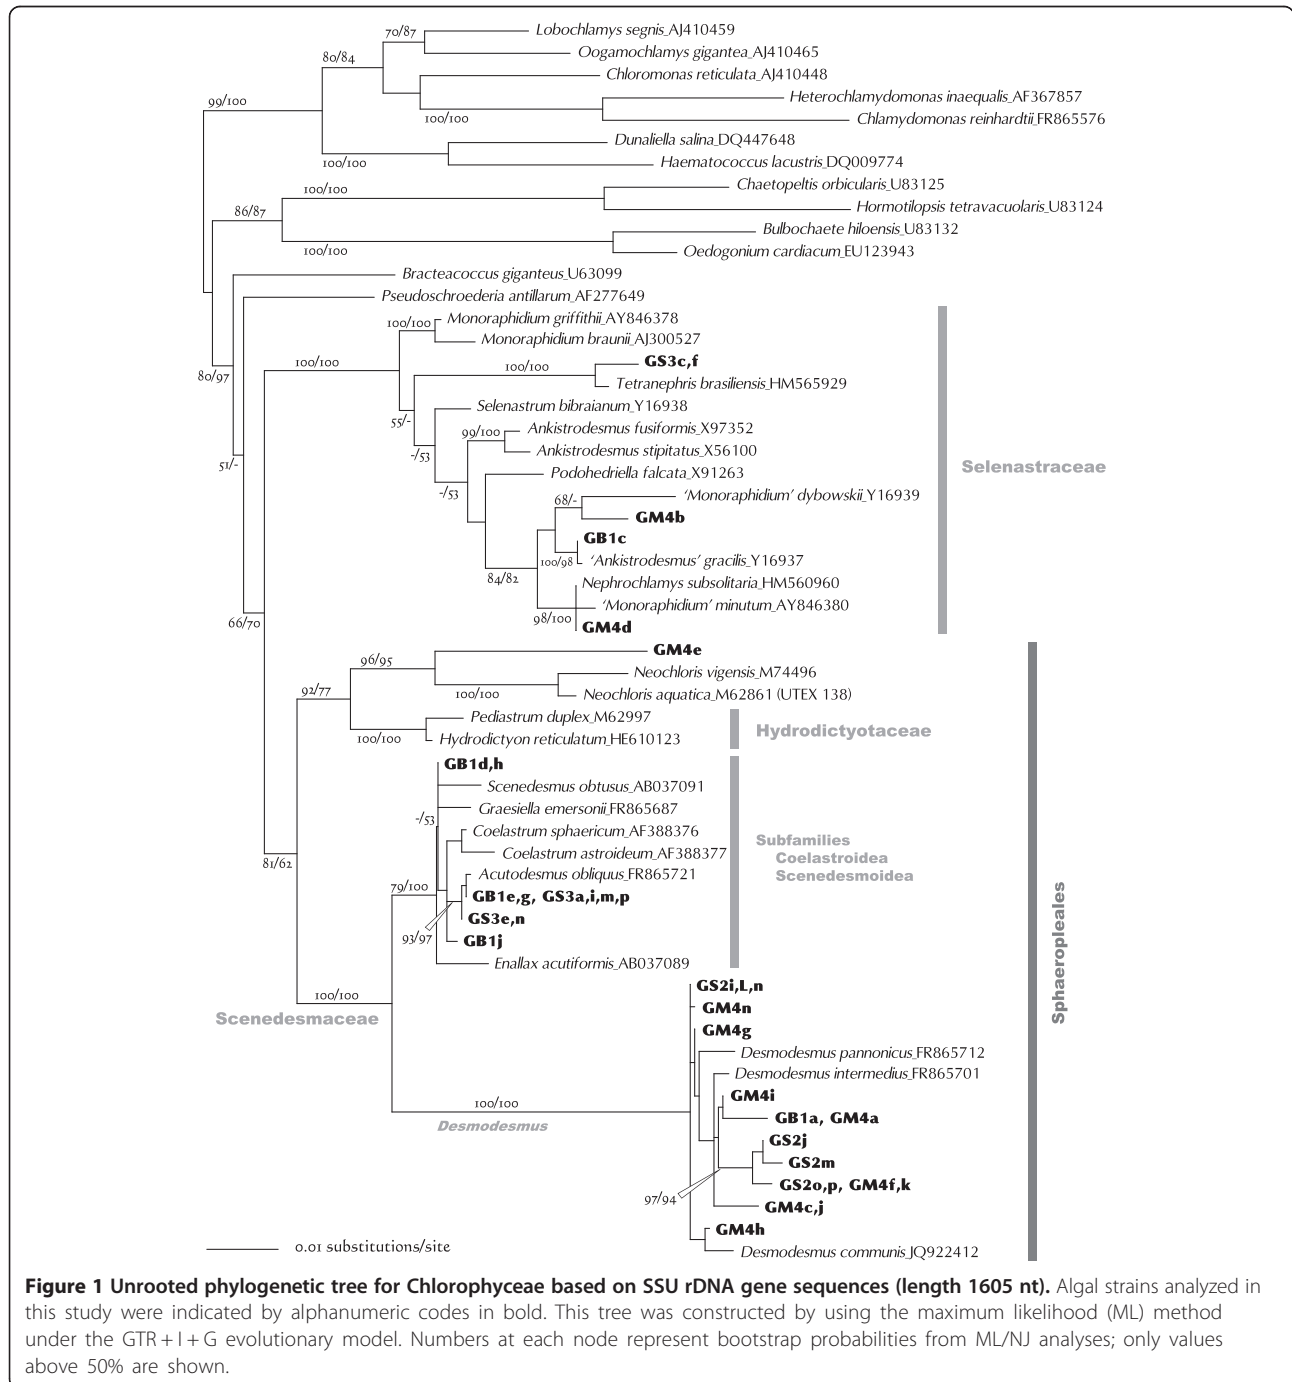 70/87
Lobochlamys segnis_AJ410459
Oogamochlamys gigantea_AJ410465
80/84
Chloromonas reticulata_AJ410448
99/100
Heterochlamydomonas inaequalis_AF367857
100/100
Chlamydomonas reinhardtii_FR865576
Dunaliella salina_DQ447648
100/100
Haematococcus lacustris_DQ009774
100/100
Chaetopeltis orbicularis_U83125
86/87
Hormotilopsis tetravacuolaris_U83124
Bulbochaete hiloensis_U83132
100/100
Oedogonium cardiacum_EU123943
Bracteacoccus giganteus_U63099
Pseudoschroederia antillarum_AF277649
100/100
Monoraphidium griffithii_AY846378
Monoraphidium braunii_AJ300527
100/100
100/100
GS3c,f
80/97
Tetranephris brasiliensis_HM565929
Selenastrum bibraianum_Y16938
55/-
99/100
Ankistrodesmus fusiformis_X97352
-/53
Ankistrodesmus stipitatus_X56100
51/-
Podohedriella falcata_X91263
Selenastraceae
-/53
68/-
'Monoraphidium' dybowskii_Y16939
GM4b
GB1c
100/98
'Ankistrodesmus' gracilis_Y16937
84/82
Nephrochlamys subsolitaria_HM560960
'Monoraphidium' minutum_AY846380
98/100
GM4d
66/70
GM4e
96/95
Neochloris vigensis_M74496
92/77
100/100
Neochloris aquatica_M62861 (UTEX 138)
Pediastrum duplex_M62997
Hydrodictyotaceae
100/100
Hydrodictyon reticulatum_HE610123
GB1d,h
Scenedesmus obtusus_AB037091
Graesiella emersonii_FR865687
-/53
Coelastrum sphaericum_AF388376
Subfamilies
Coelastroidea
Scenedesmoidea
Coelastrum astroideum_AF388377
81/62
Acutodesmus obliquus_FR865721
79/100
GB1e,g, GS3a,i,m,p
GS3e,n
93/97
GB1j
Enallax acutiformis_AB037089
Sphaeropleales
100/100
GS2i,L,n
Scenedesmaceae
GM4n
GM4g
Desmodesmus pannonicus_FR865712
Desmodesmus intermedius_FR865701
GM4i
100/100
GB1a, GM4a
Desmodesmus
GS2j
GS2m
GS2o,p, GM4f,k
97/94
GM4c,j
GM4h
0.01 substitutions/site
Desmodesmus communis_JQ922412
Figure 1 Unrooted phylogenetic tree for Chlorophyceae based on SSU rDNA gene sequences (length 1605 nt). Algal strains analyzed in
this study were indicated by alphanumeric codes in bold. This tree was constructed by using the maximum likelihood (ML) method
under the GTR + I + G evolutionary model. Numbers at each node represent bootstrap probabilities from ML/NJ analyses; only values
above 50% are shown.